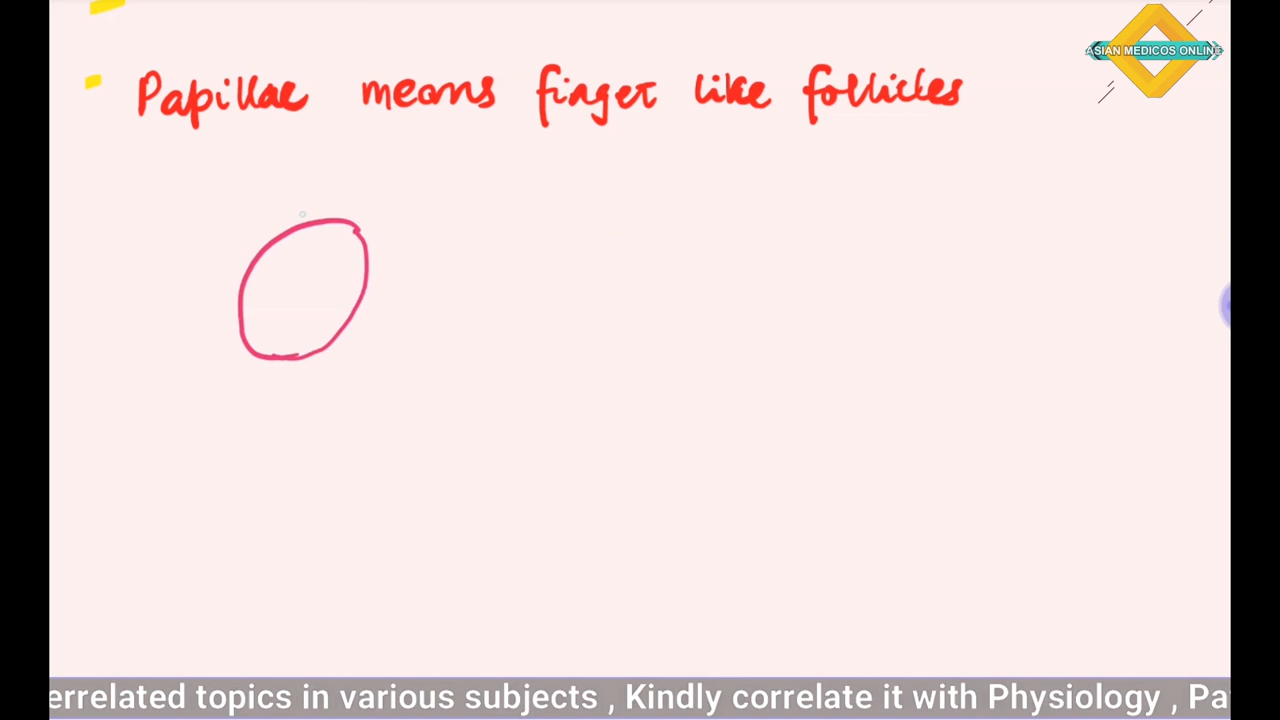 ASIAN MEDICOS ONLINE
Papillae means finger like follicles
errelated topics in various subjects , Kindly correlate it with Physiology , Pa